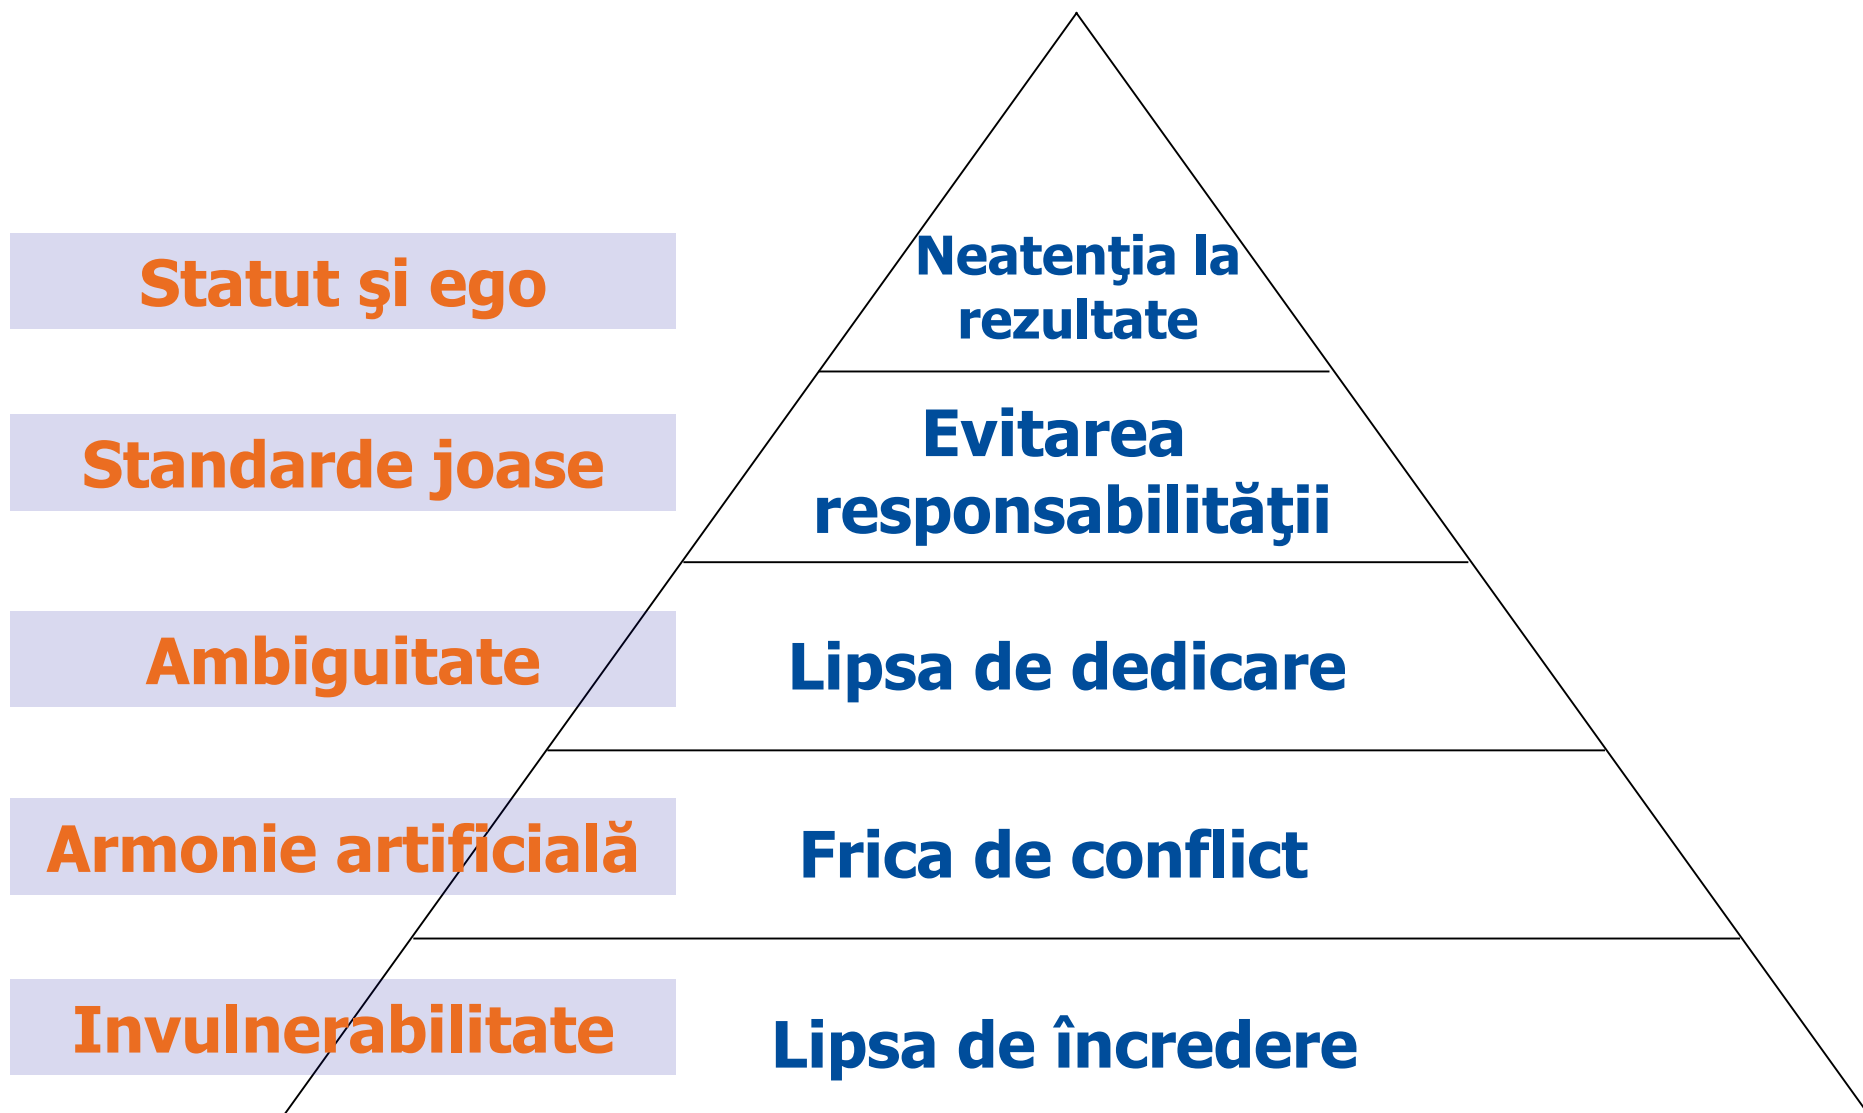 Statut şi ego
Neatenţia la
rezultate
Standarde joase
Evitarea
responsabilităţii
Ambiguitate
Lipsa de dedicare
Armonie artificială
Frica de conflict
Invulnerabilitate
Lipsa de încredere